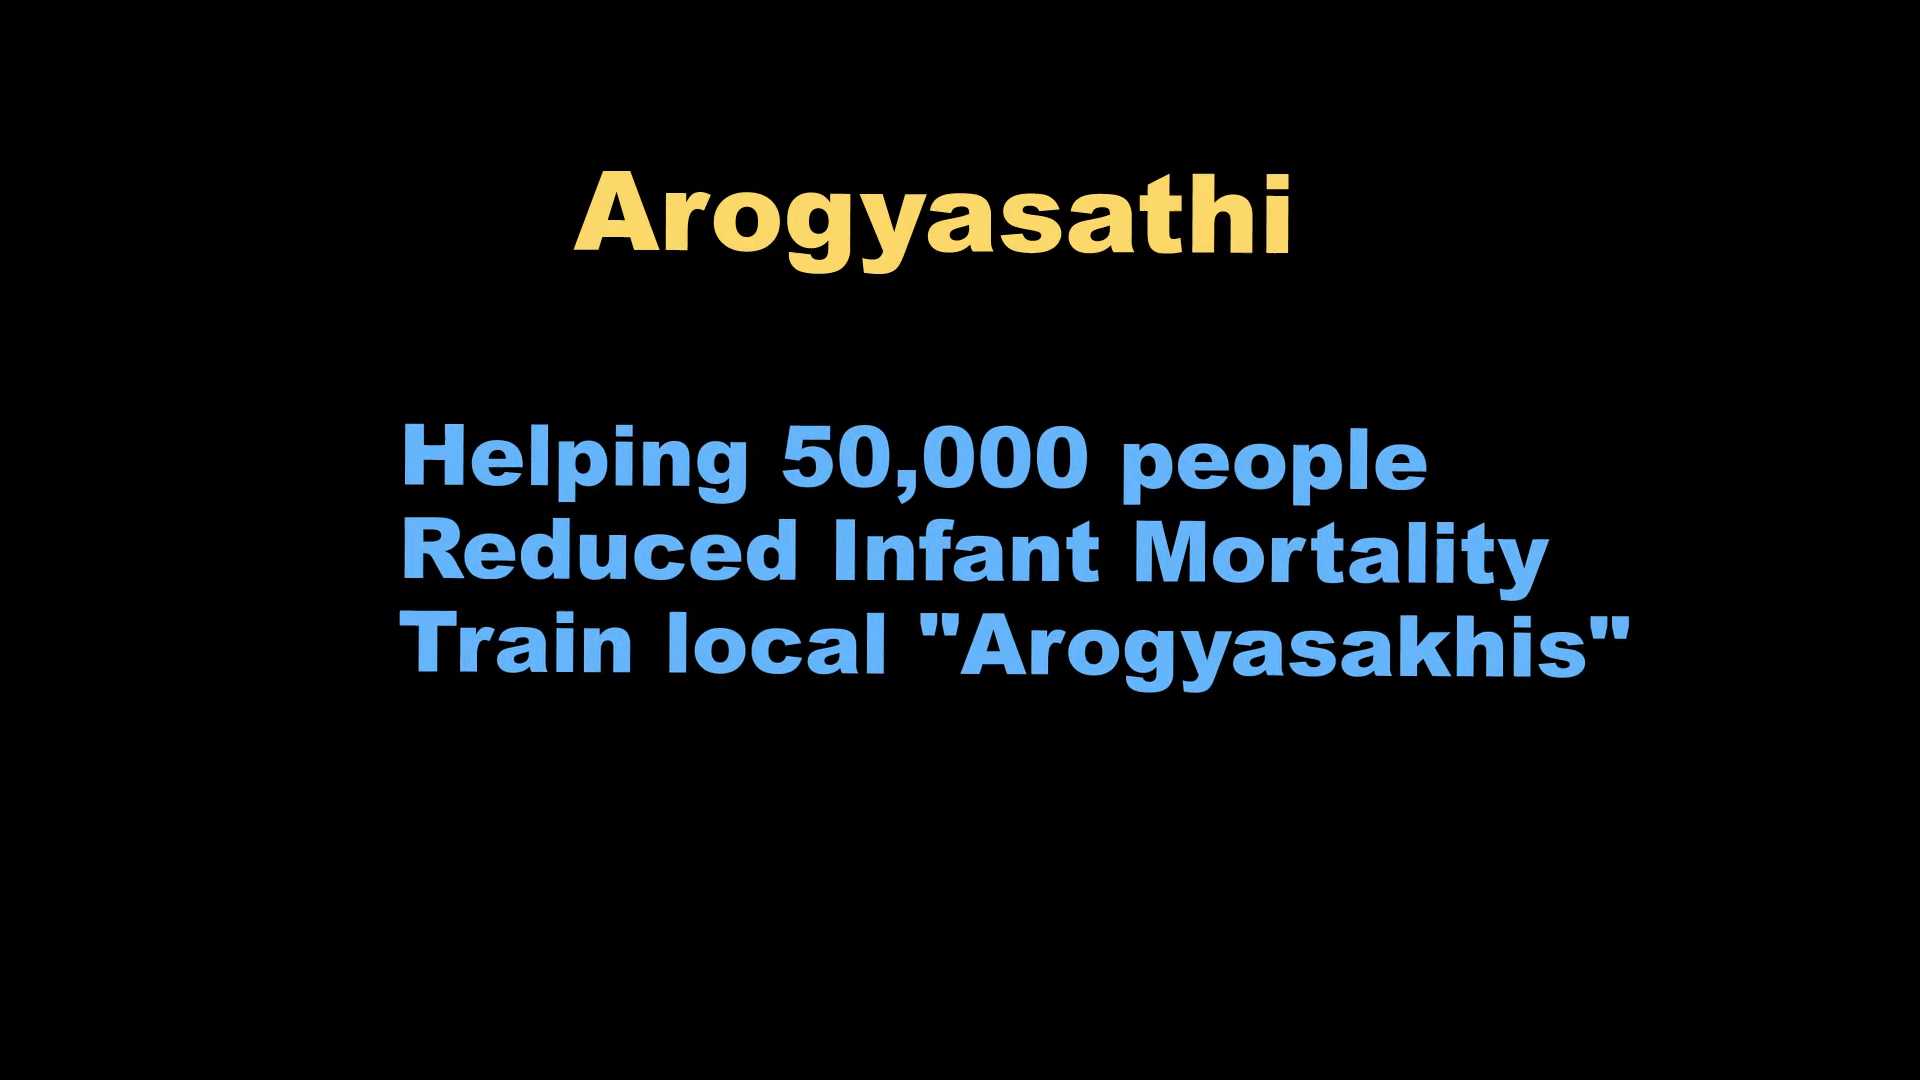 Arogyasathi
Helping 50,000 people
Reduced Infant Mortality
Train local "Arogyasakhis"